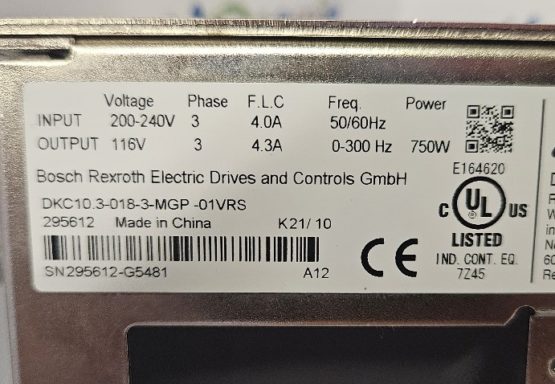 Voltage Phase F.L.C Freq. Power
INPUT 200-240V 3 4.0A 50/60Hz
OUTPUT 116V 3 4.3A 0-300 Hz 750W
Bosch Rexroth Electric Drives and Controls GmbH
DKC10.3-018-3-MGP -01VRS
295612 Made in China K21/ 10
SN295612-G5481 A12
CE
E164620
C UL US
LISTED
IND. CONT. EQ.
7Z45